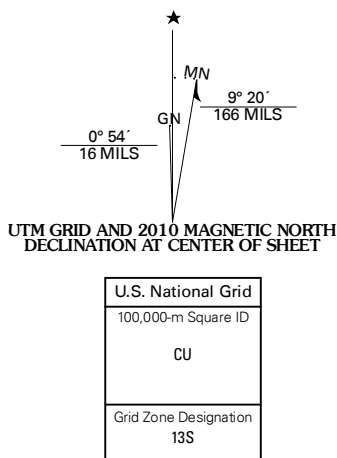 ★
MN
9° 20´
166 MILS
GN
0° 54´
16 MILS
UTM GRID AND 2010 MAGNETIC NORTH
DECLINATION AT CENTER OF SHEET
U.S. National Grid
100,000-m Square ID
CU
Grid Zone Designation
13S